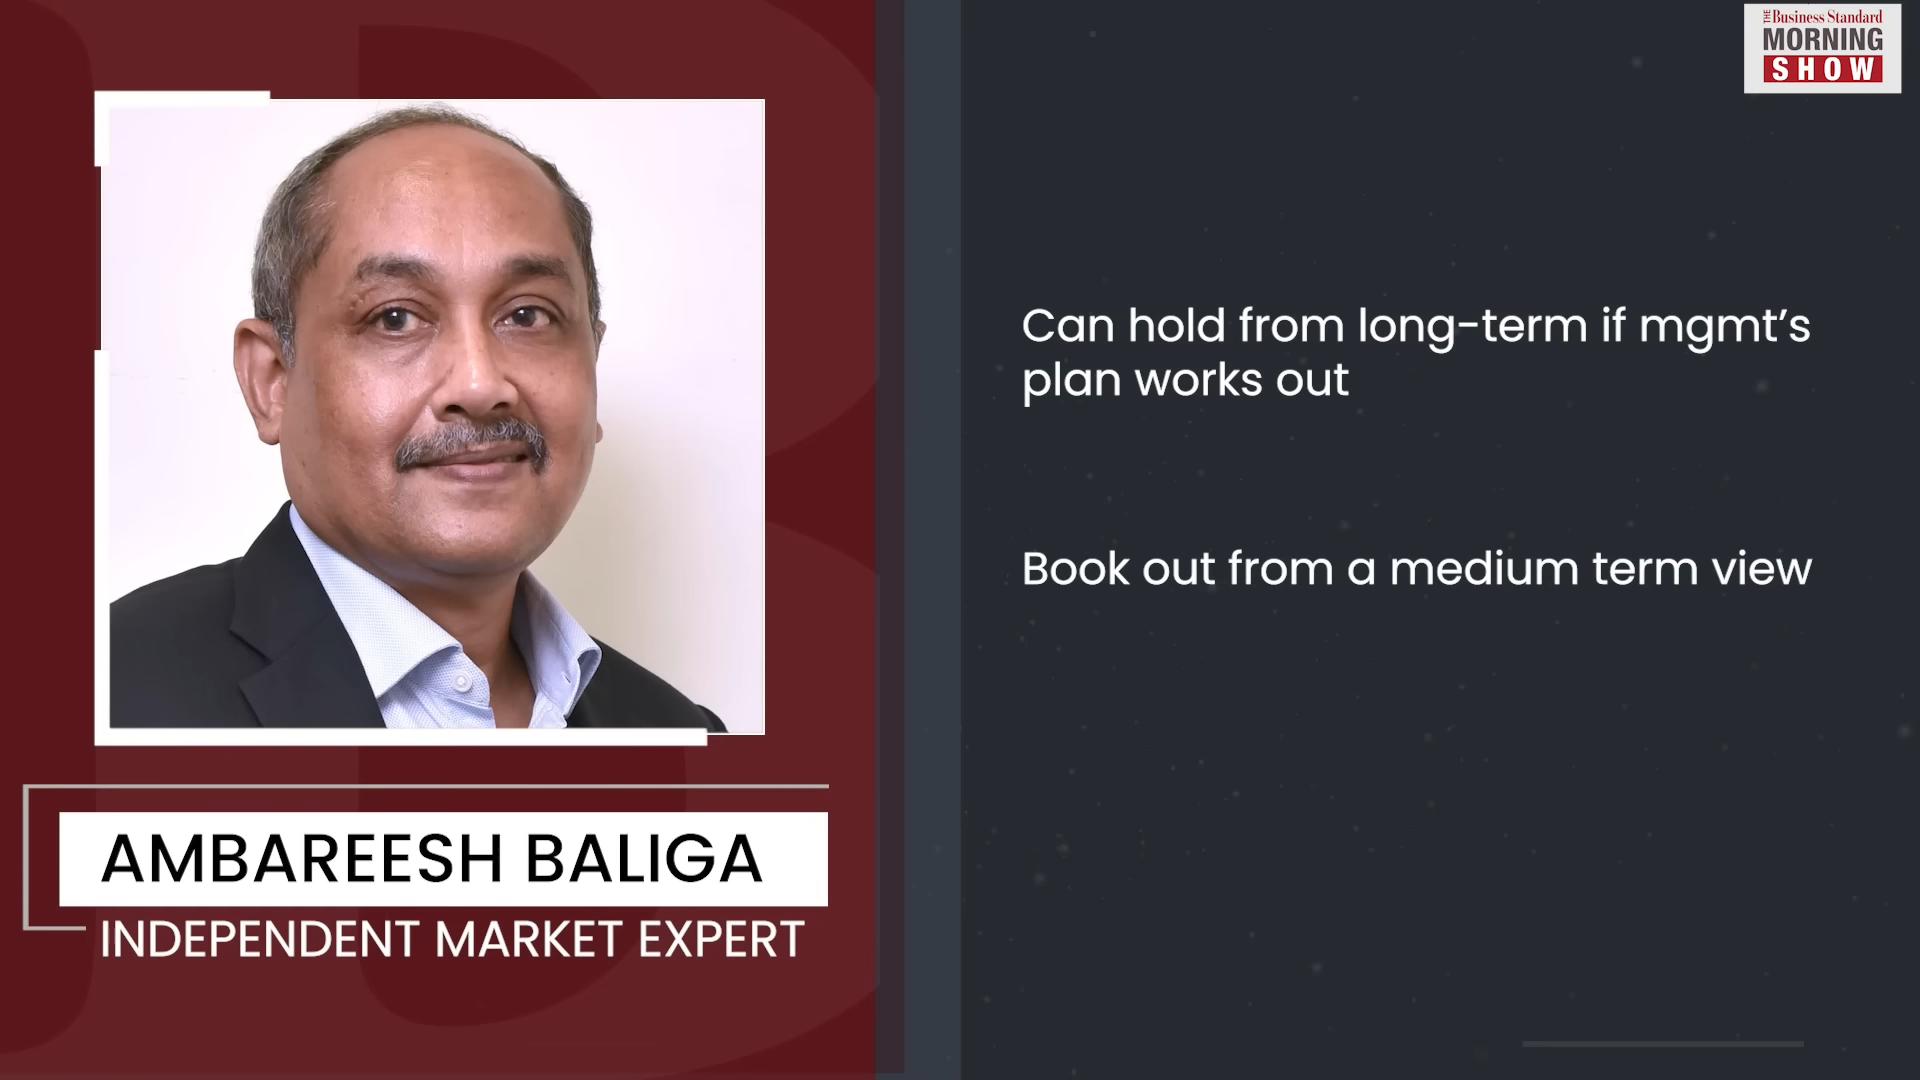 THE Business Standard
MORNING
SHOW
Can hold from long-term if mgmt's
plan works out
Book out from a medium term view
AMBAREESH BALIGA
INDEPENDENT MARKET EXPERT